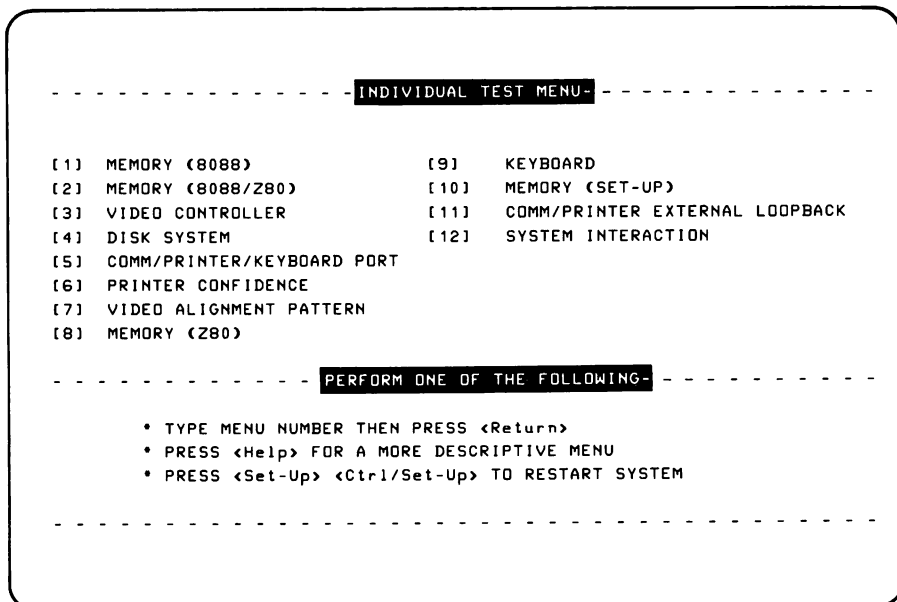 - - - - - - - - - - - - - - INDIVIDUAL TEST MENU- - - - - - - - - - - - - -
[1] MEMORY (8088) [9] KEYBOARD
[2] MEMORY (8088/Z80) [10] MEMORY (SET-UP)
[3] VIDEO CONTROLLER [11] COMM/PRINTER EXTERNAL LOOPBACK
[4] DISK SYSTEM [12] SYSTEM INTERACTION
[5] COMM/PRINTER/KEYBOARD PORT
[6] PRINTER CONFIDENCE
[7] VIDEO ALIGNMENT PATTERN
[8] MEMORY (Z80)
- - - - - - - - - - - - PERFORM ONE OF THE FOLLOWING- - - - - - - - - - -
* TYPE MENU NUMBER THEN PRESS <Return>
* PRESS <Help> FOR A MORE DESCRIPTIVE MENU
* PRESS <Set-Up> <Ctrl/Set-Up> TO RESTART SYSTEM
- - - - - - - - - - - - - - - - - - - - - - - - - - - - - - - - - - - - -